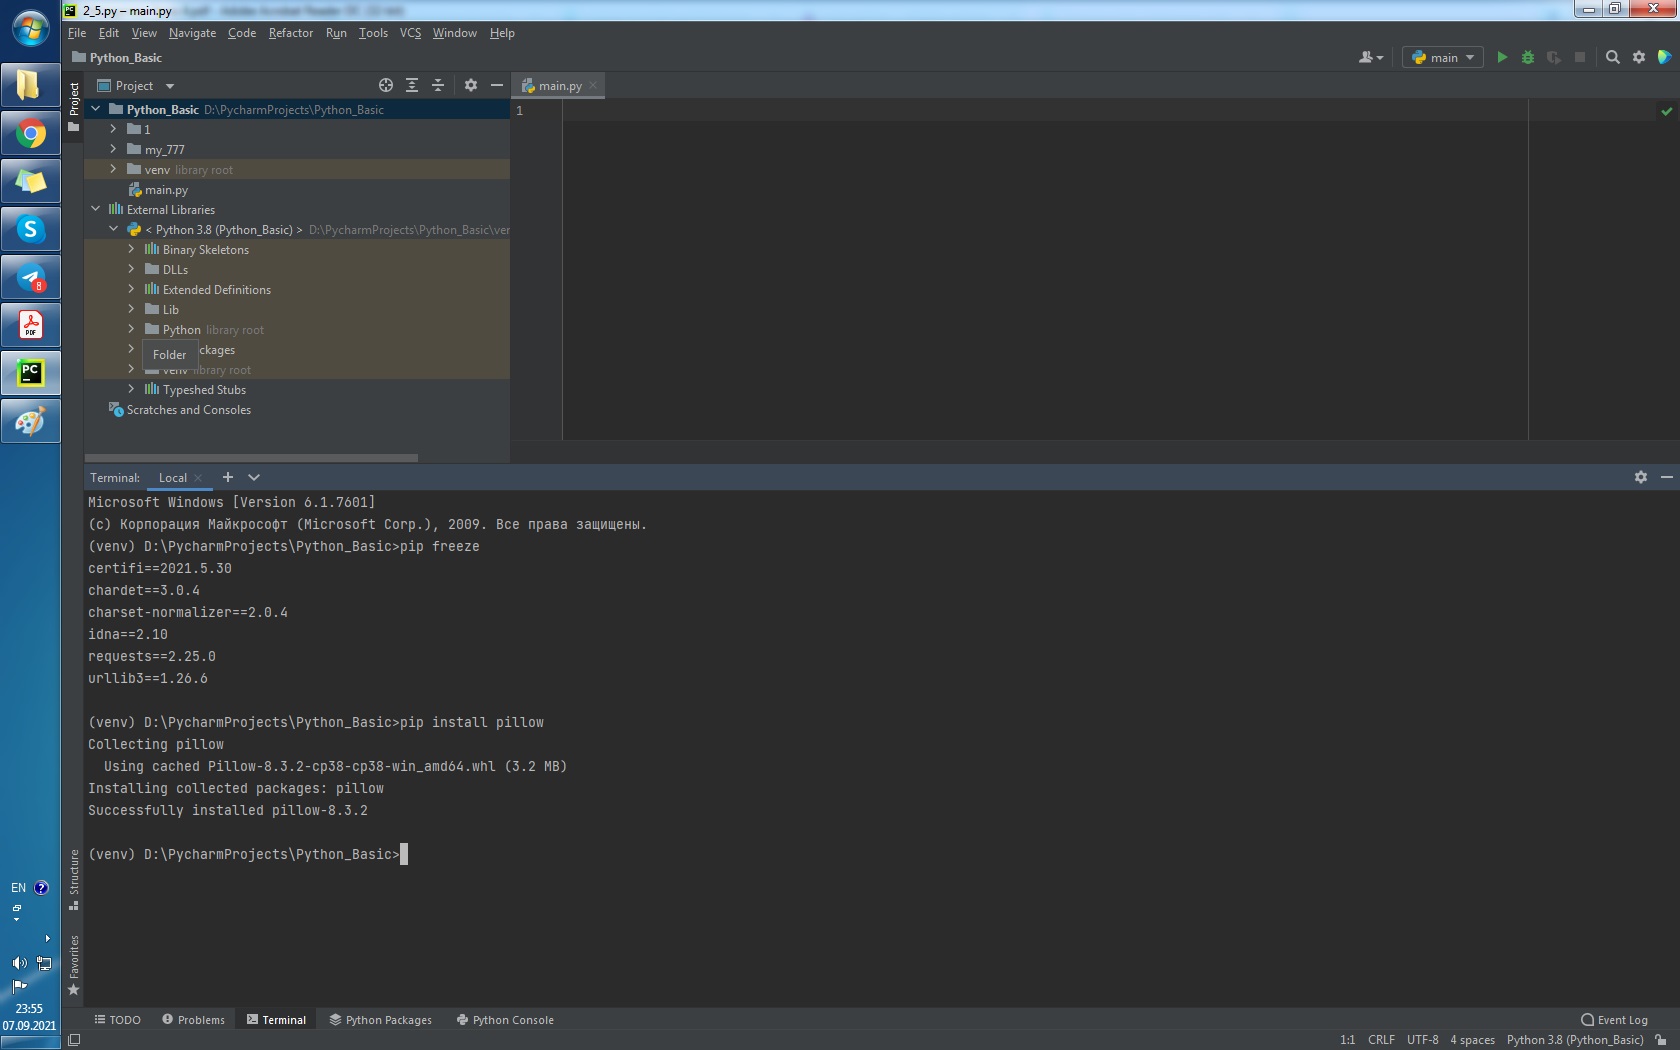 2_5.py – main.py
File Edit View Navigate Code Refactor Run Tools VCS Window Help
Python_Basic
main
Project
Project
main.py
1
Python_Basic D:\PycharmProjects\Python_Basic
1
my_777
venv library root
main.py
External Libraries
< Python 3.8 (Python_Basic) > D:\PycharmProjects\Python_Basic\ven
Binary Skeletons
DLLs
Extended Definitions
Lib
Python library root
ckages
Folder
venv library root
Typeshed Stubs
Scratches and Consoles
Terminal: Local
Microsoft Windows [Version 6.1.7601]
(c) Корпорация Майкрософт (Microsoft Corp.), 2009. Все права защищены.
(venv) D:\PycharmProjects\Python_Basic>pip freeze
certifi==2021.5.30
chardet==3.0.4
charset-normalizer==2.0.4
idna==2.10
requests==2.25.0
urllib3==1.26.6
(venv) D:\PycharmProjects\Python_Basic>pip install pillow
Collecting pillow
Using cached Pillow-8.3.2-cp38-cp38-win_amd64.whl (3.2 MB)
Installing collected packages: pillow
Successfully installed pillow-8.3.2
(venv) D:\PycharmProjects\Python_Basic>
Structure
Favorites
EN
23:55
07.09.2021
TODO Problems Terminal Python Packages Python Console Event Log
1:1 CRLF UTF-8 4 spaces Python 3.8 (Python_Basic)
S
8
PDF
PC